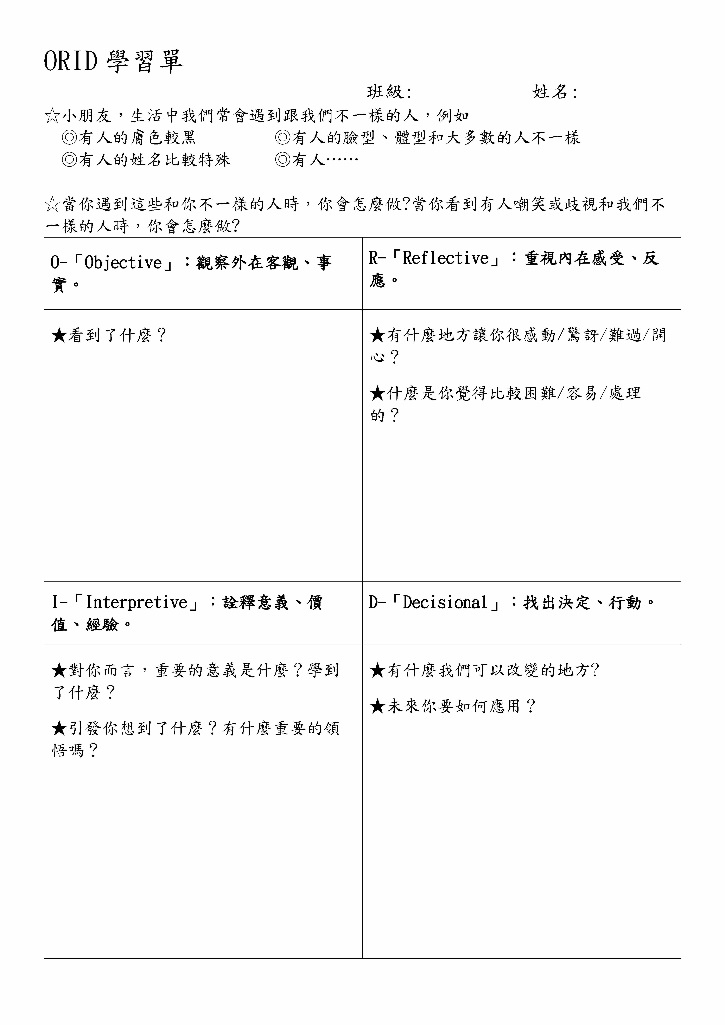 ORID 學習單
班級: 姓名:
☆小朋友，生活中我們常會遇到跟我們不一樣的人，例如
◎有人的膚色較黑 ◎有人的臉型、體型和大多數的人不一樣
◎有人的姓名比較特殊 ◎有人……
☆當你遇到這些和你不一樣的人時，你會怎麼做?當你看到有人嘲笑或歧視和我們不
一樣的人時，你會怎麼做?
O-「Objective」：觀察外在客觀、事
實。
R-「Reflective」：重視內在感受、反
應。
★看到了什麼？
★有什麼地方讓你很感動/驚訝/難過/開
心？
★什麼是你覺得比較困難/容易/處理
的？
I-「Interpretive」：詮釋意義、價
值、經驗。
D-「Decisional」：找出決定、行動。
★對你而言，重要的意義是什麼？學到
了什麼？
★引發你想到了什麼？有什麼重要的領
悟嗎？
★有什麼我們可以改變的地方?
★未來你要如何應用？